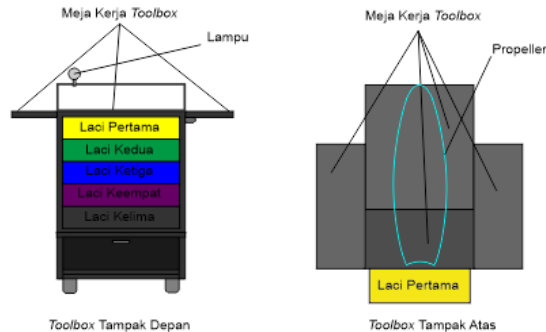 Meja Kerja Toolbox
Lampu
Laci Pertama
Laci Kedua
Laci Ketiga
Laci Keempat
Laci Kelima
Toolbox Tampak Depan
Meja Kerja Toolbox
Propeller
Laci Pertama
Toolbox Tampak Atas